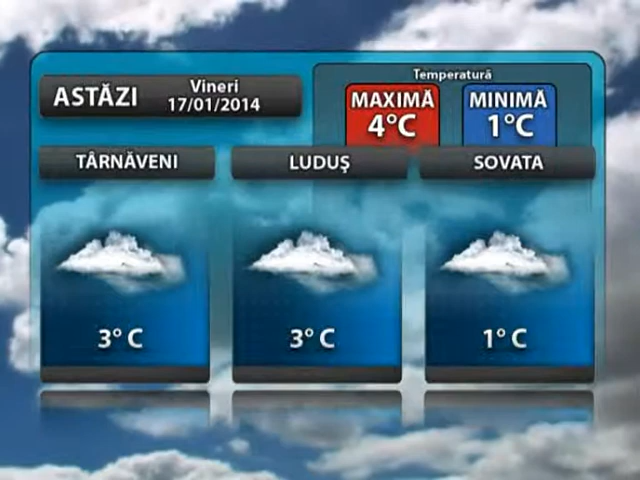 ASTĂZI
Vineri
17/01/2014
Temperatură
MAXIMĂ
4°C
MINIMĂ
1°C
TÂRNĂVENI
LUDUŞ
SOVATA
3° C
3° C
1° C